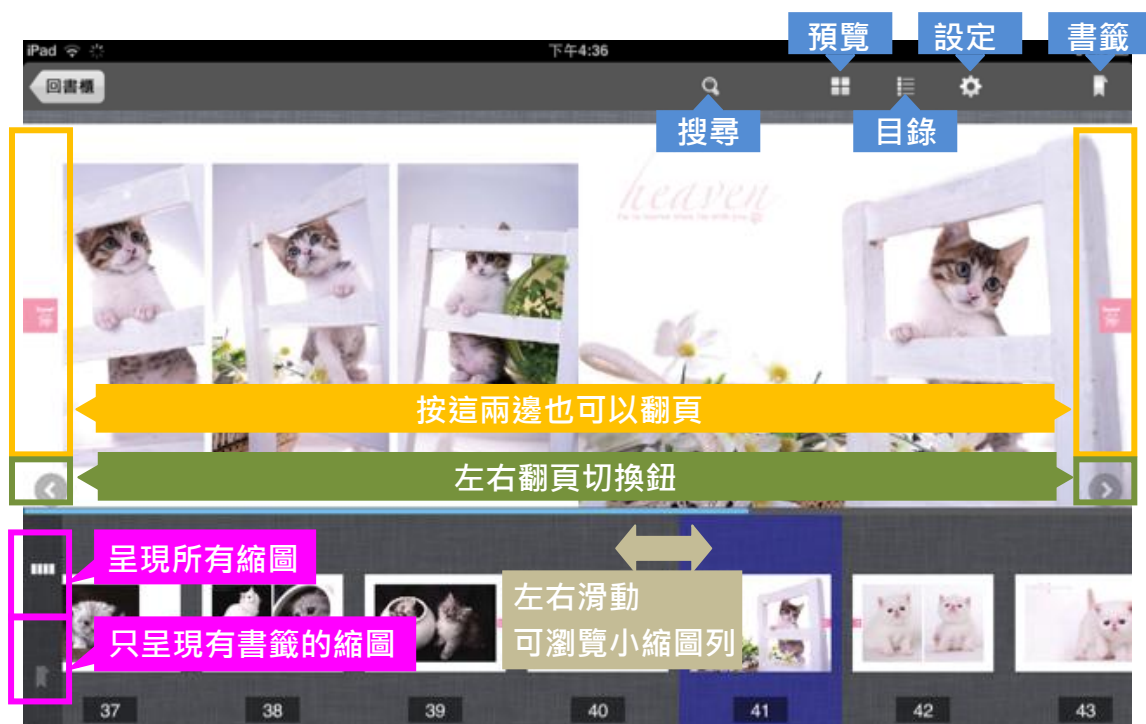 預覽
設定
書籤
iPad
下午4:36
回書櫃
搜尋
目錄
heaven
按這兩邊也可以翻頁
左右翻頁切換鈕
呈現所有縮圖
左右滑動
可瀏覽小縮圖列
只呈現有書籤的縮圖
37
38
39
40
41
42
43